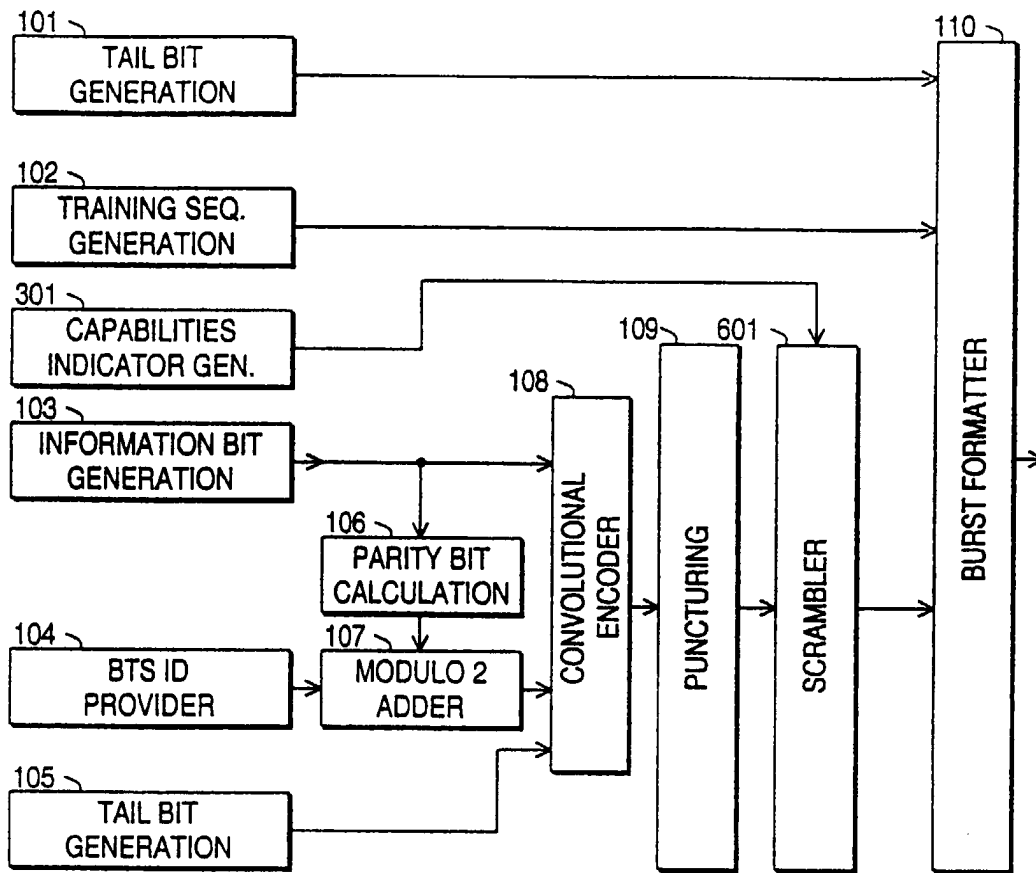 101
TAIL BIT
GENERATION
110
102
TRAINING SEQ.
GENERATION
301
CAPABILITIES
INDICATOR GEN.
109
601
108
103
INFORMATION BIT
GENERATION
106
PARITY BIT
CALCULATION
104
BTS ID
PROVIDER
107
MODULO 2
ADDER
105
TAIL BIT
GENERATION
CONVOLUTIONAL
ENCODER
PUNCTURING
SCRAMBLER
BURST FORMATTER